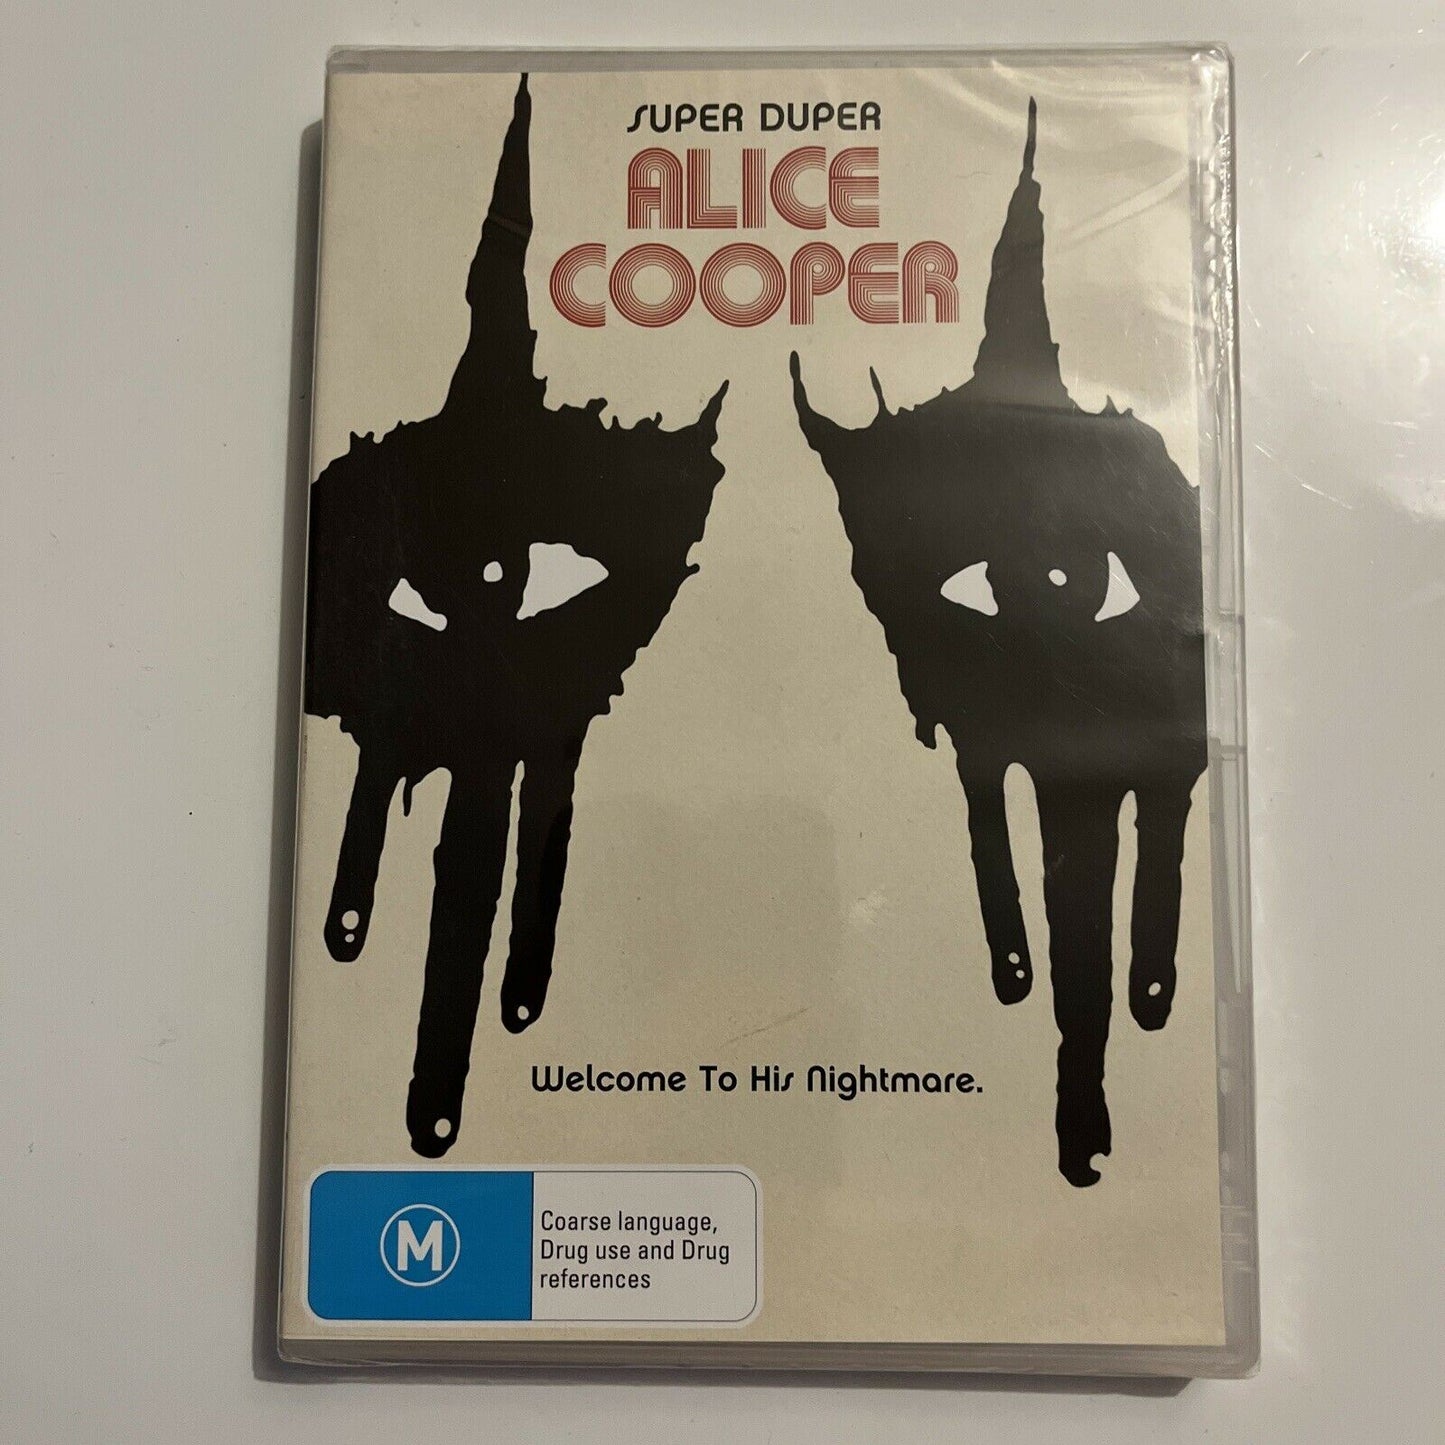 SUPER DUPER
ALICE
COOPER
Welcome To His Nightmare.
M
Coarse language,
Drug use and Drug
references